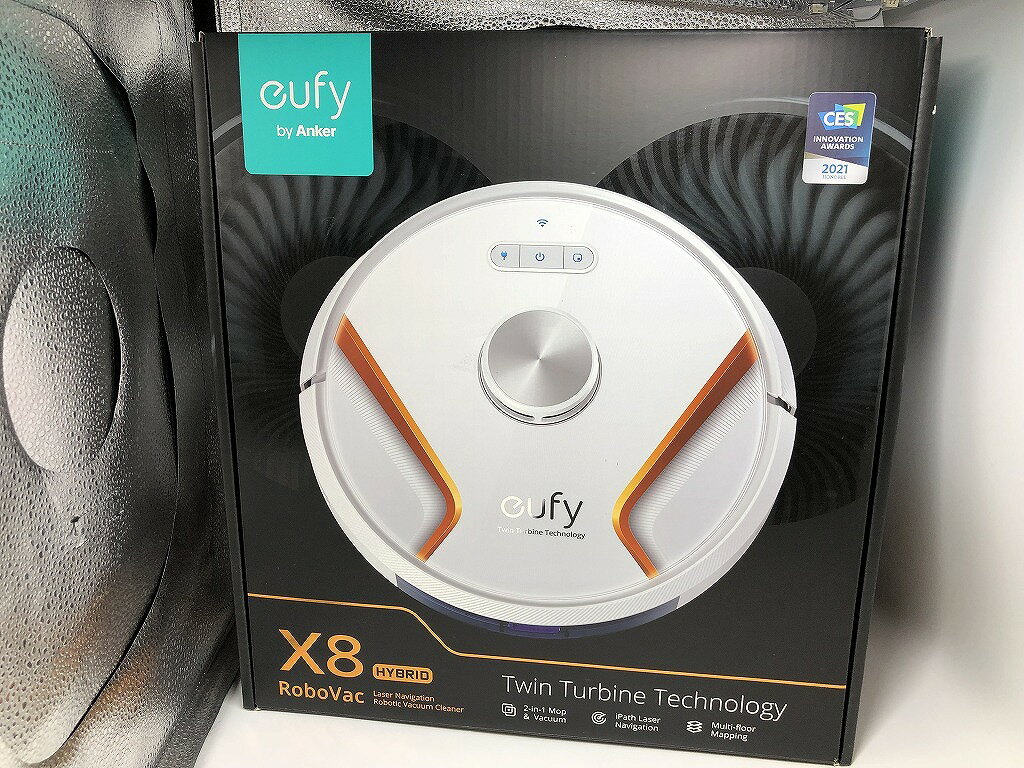 eufy
by Anker
CES
INNOVATION
AWARDS
2021
HONOREE
eufy
Twin Turbine Technology
X8 HYBRID
RoboVac
Laser Navigation
Robotic Vacuum Cleaner
Twin Turbine Technology
2-in-1 Mop
& Vacuum
iPath Laser
Navigation
Multi-floor
Mapping